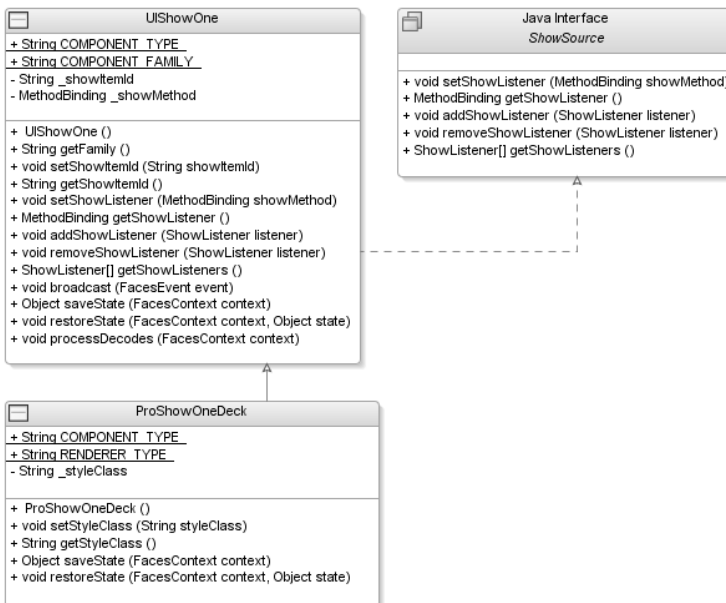 UIShowOne
+ String COMPONENT_TYPE
+ String COMPONENT_FAMILY
- String _showItemId
- MethodBinding _showMethod
+ UIShowOne ()
+ String getFamily ()
+ void setShowItemId (String showItemId)
+ String getShowItemId ()
+ void setShowListener (MethodBinding showMethod)
+ MethodBinding getShowListener ()
+ void addShowListener (ShowListener listener)
+ void removeShowListener (ShowListener listener)
+ ShowListener[] getShowListeners ()
+ void broadcast (FacesEvent event)
+ Object saveState (FacesContext context)
+ void restoreState (FacesContext context, Object state)
+ void processDecodes (FacesContext context)
Java Interface
ShowSource
+ void setShowListener (MethodBinding showMethod)
+ MethodBinding getShowListener ()
+ void addShowListener (ShowListener listener)
+ void removeShowListener (ShowListener listener)
+ ShowListener[] getShowListeners ()
ProShowOneDeck
+ String COMPONENT_TYPE
+ String RENDERER_TYPE
- String _styleClass
+ ProShowOneDeck ()
+ void setStyleClass (String styleClass)
+ String getStyleClass ()
+ Object saveState (FacesContext context)
+ void restoreState (FacesContext context, Object state)